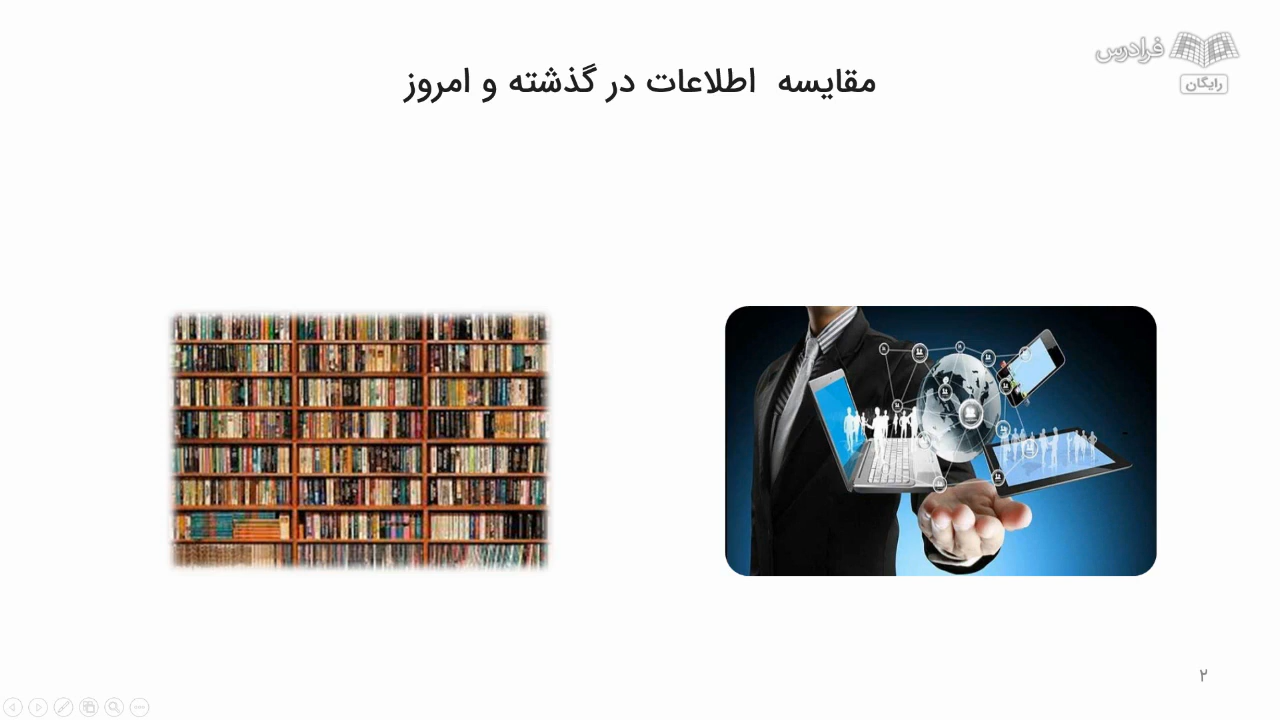 فرادرس
رایگان
مقایسه اطلاعات در گذشته و امروز
۲